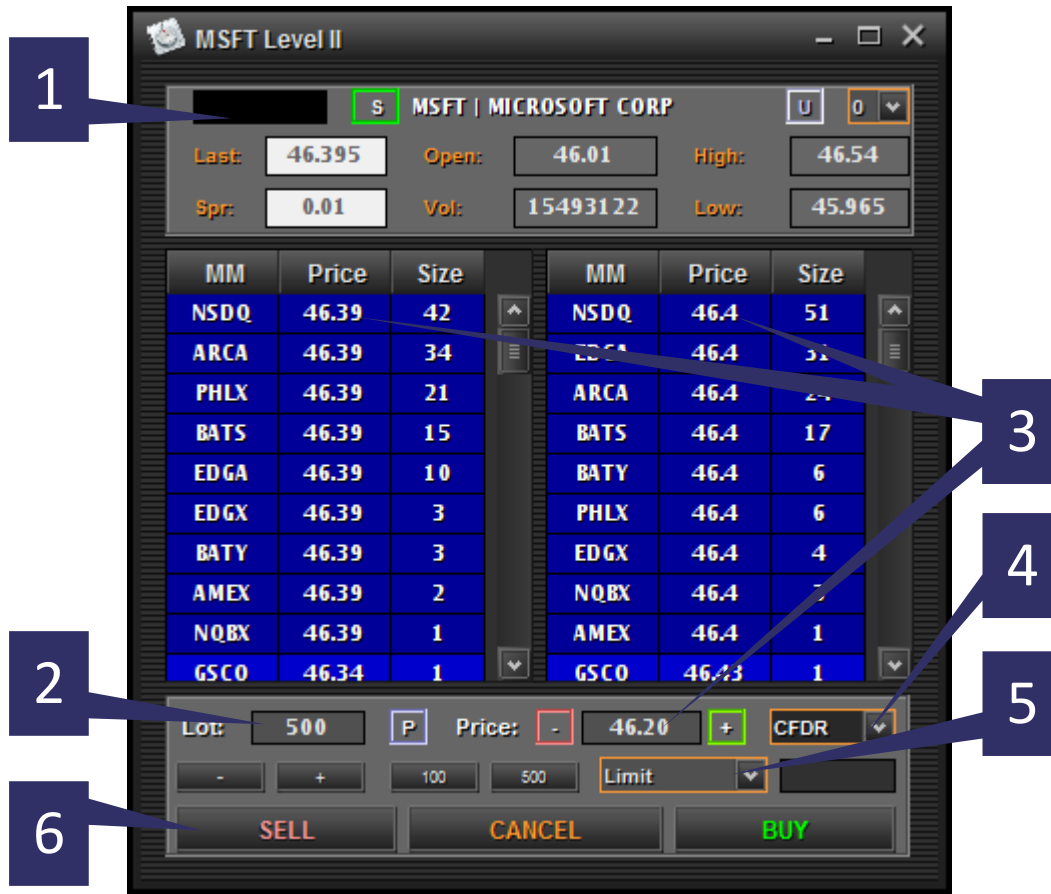 MSFT Level II
1
S MSFT | MICROSOFT CORP U 0
Last: 46.395 Open: 46.01 High: 46.54
Spr: 0.01 Vol: 15493122 Low: 45.965
MM Price Size MM Price Size
NSDQ 46.39 42 NSDQ 46.4 51
ARCA 46.39 34 EDGA 46.4 31
PHLX 46.39 21 ARCA 46.4 24
BATS 46.39 15 BATS 46.4 17
3
EDGA 46.39 10 BATY 46.4 6
EDGX 46.39 3 PHLX 46.4 6
BATY 46.39 3 EDGX 46.4 4
4
AMEX 46.39 2 NQBX 46.4
NQBX 46.39 1 AMEX 46.4 1
GSCO 46.34 1 GSCO 46.43 1
2
5
Lot: 500 P Price: - 46.20 + CFDR
- + 100 500 Limit
6
SELL CANCEL BUY